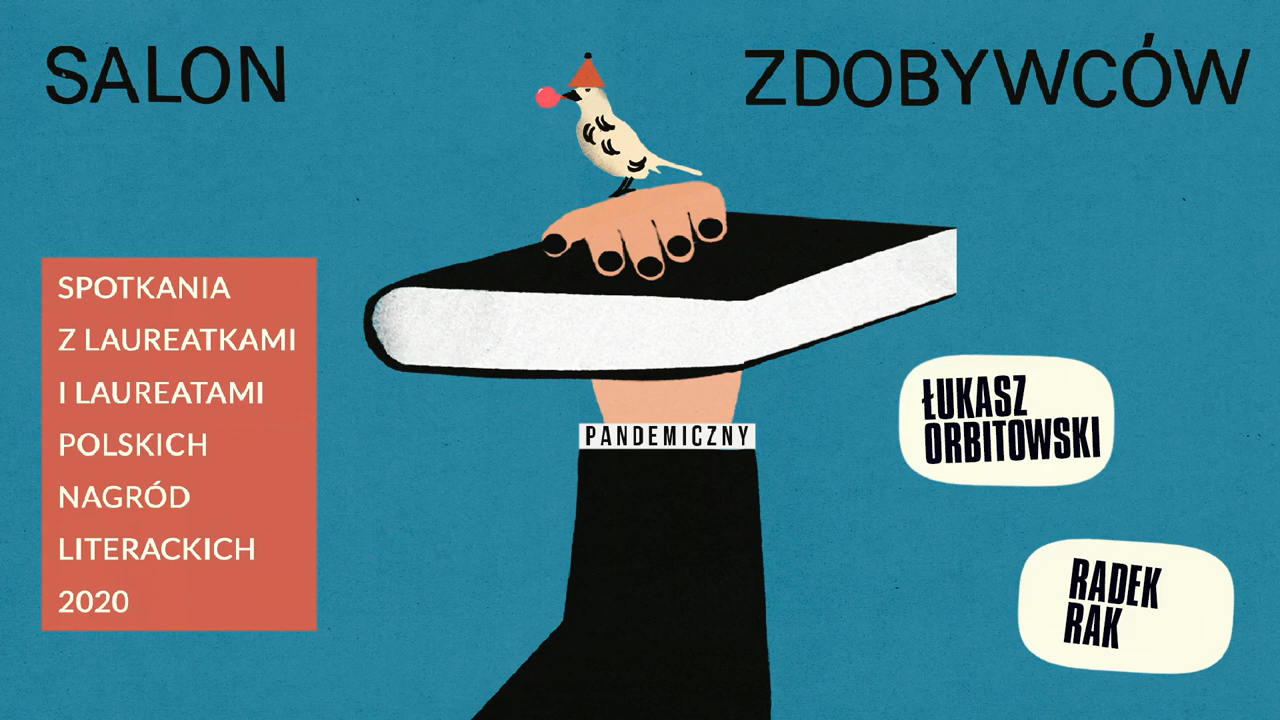 SALON ZDOBYWCÓW
SPOTKANIA
Z LAUREATKAMI
I LAUREATAMI
POLSKICH
NAGRÓD
LITERACKICH
2020
PANDEMICZNY
ŁUKASZ
ORBITOWSKI
RADEK
RAK